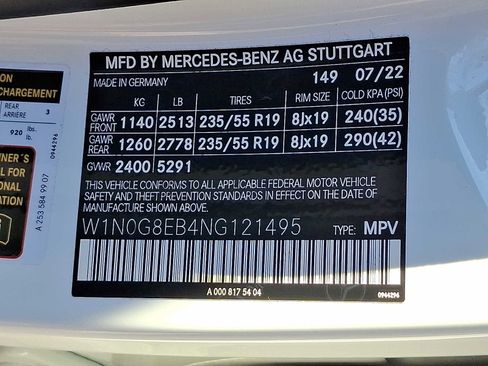 MFD BY MERCEDES-BENZ AG STUTTGART
MADE IN GERMANY 149 07/22
KG LB TIRES RIM SIZE COLD KPA(PSI)
GAWR FRONT 1140 2513 235/55 R19 8Jx19 240(35)
GAWR REAR 1260 2778 235/55 R19 8Jx19 290(42)
GVWR 2400 5291
THIS VEHICLE CONFORMS TO ALL APPLICABLE FEDERAL MOTOR VEHICLE
SAFETY AND THEFT PREVENTION STANDARDS IN EFFECT ON THE DATE
OF MANUFACTURE SHOWN ABOVE.
W1N0G8EB4NG121495 TYPE: MPV
A 000 817 54 04
0944296
ON
CHARGEMENT
REAR
ARRIÈRE 3
920 lbs.
lb.
0944296
NER'S
FOR
ONAL
ION
A 253 584 99 07